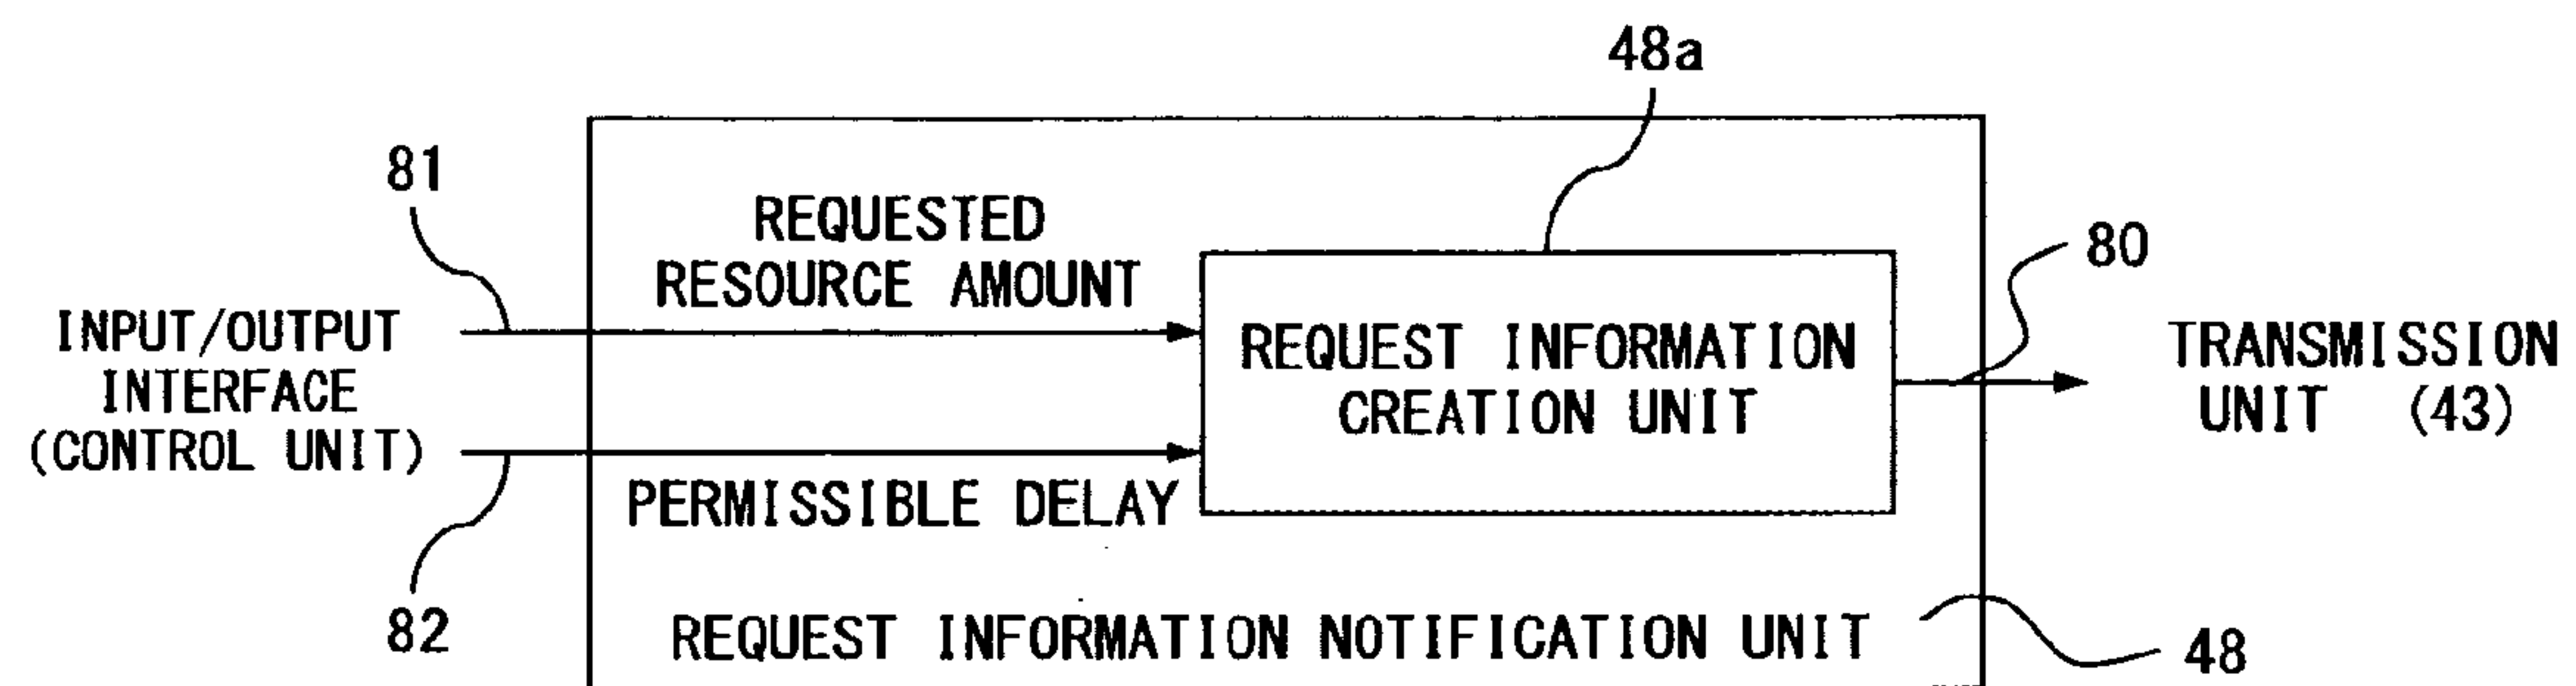 48a
81
REQUESTED
RESOURCE AMOUNT
80
INPUT/OUTPUT
INTERFACE
(CONTROL UNIT)
REQUEST INFORMATION
CREATION UNIT
TRANSMISSION
UNIT (43)
PERMISSIBLE DELAY
82
REQUEST INFORMATION NOTIFICATION UNIT
48